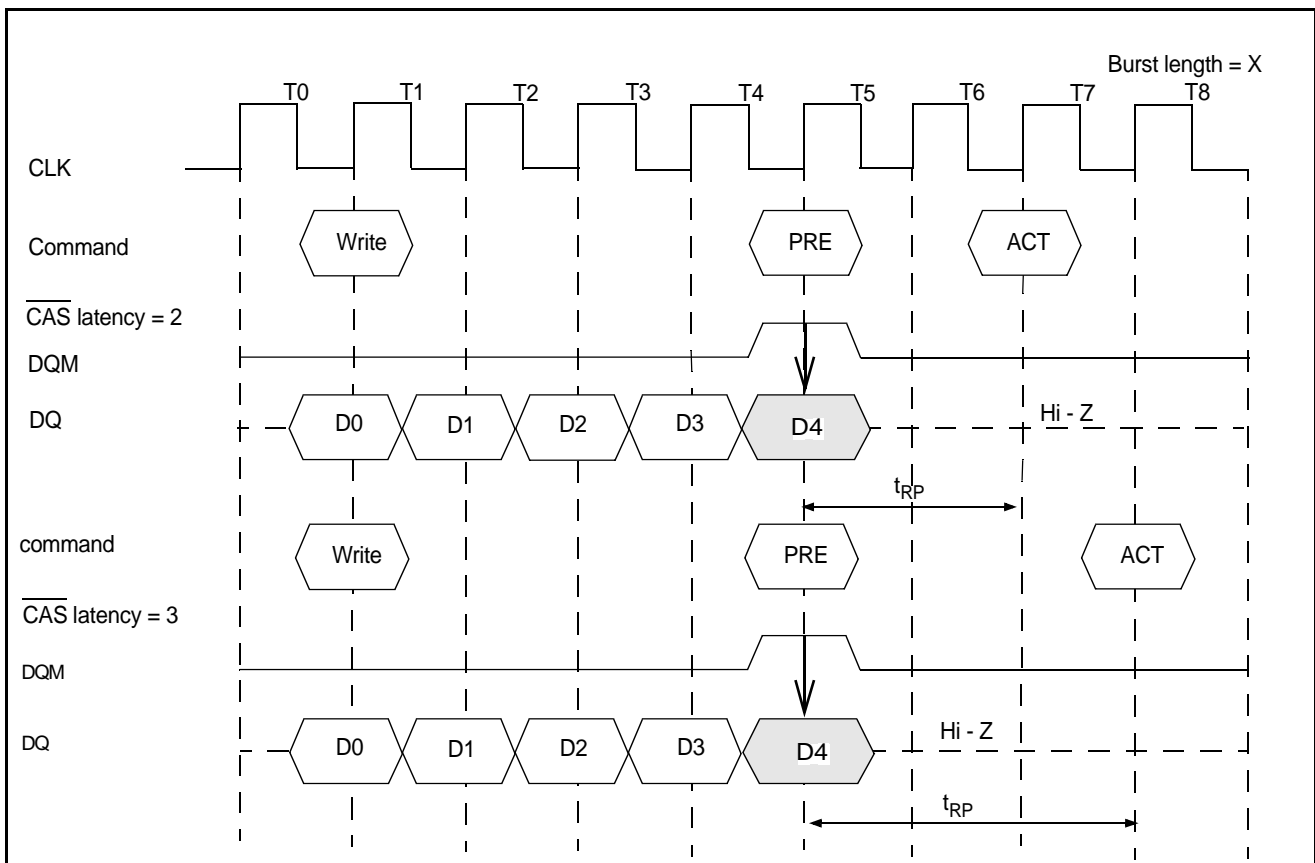 Burst length = X
T0 T1 T2 T3 T4 T5 T6 T7 T8
CLK
Command Write PRE ACT
CAS latency = 2
DQM
DQ D0 D1 D2 D3 D4 Hi - Z
tRP
command Write PRE ACT
CAS latency = 3
DQM
DQ D0 D1 D2 D3 D4 Hi - Z
tRP